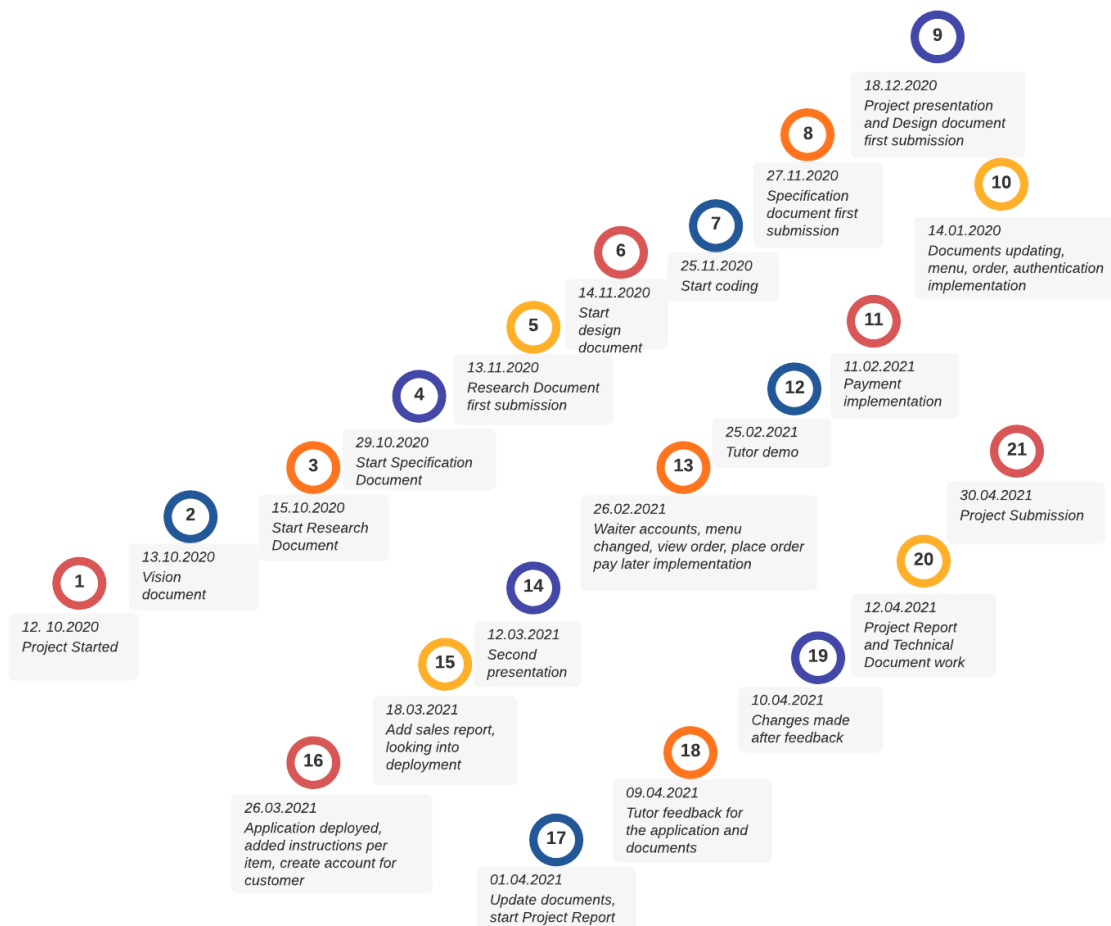 1
12. 10.2020
Project Started
2
13.10.2020
Vision
document
3
15.10.2020
Start Research
Document
4
29.10.2020
Start Specification
Document
5
13.11.2020
Research Document
first submission
6
14.11.2020
Start
design
document
7
25.11.2020
Start coding
8
27.11.2020
Specification
document first
submission
9
18.12.2020
Project presentation
and Design document
first submission
10
14.01.2020
Documents updating,
menu, order, authentication
implementation
11
11.02.2021
Payment
implementation
12
25.02.2021
Tutor demo
13
26.02.2021
Waiter accounts, menu
changed, view order, place order
pay later implementation
14
12.03.2021
Second
presentation
15
18.03.2021
Add sales report,
looking into
deployment
16
26.03.2021
Application deployed,
added instructions per
item, create account for
customer
17
01.04.2021
Update documents,
start Project Report
18
09.04.2021
Tutor feedback for
the application and
documents
19
10.04.2021
Changes made
after feedback
20
12.04.2021
Project Report
and Technical
Document work
21
30.04.2021
Project Submission